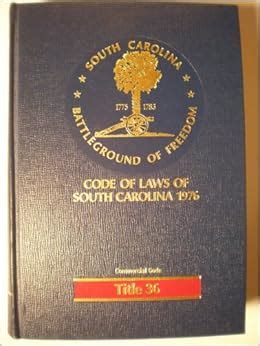 SOUTH CAROLINA
1775 1783
BATTLEGROUND OF FREEDOM
CODE OF LAWS OF
SOUTH CAROLINA 1976
Commercial Code
Title 36